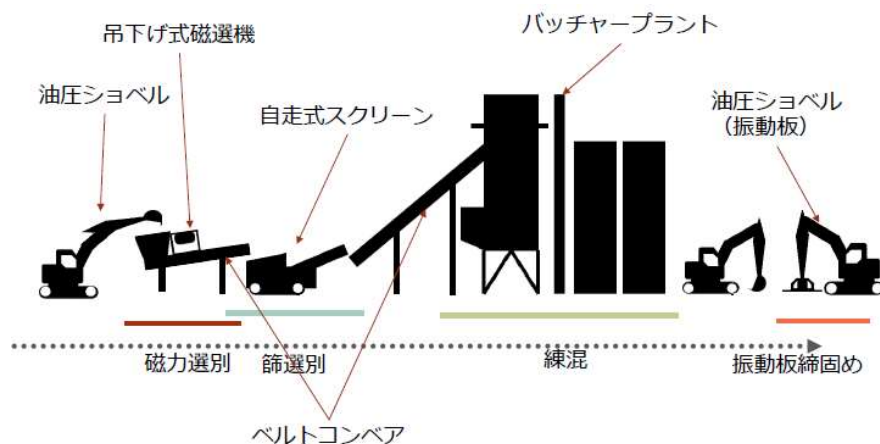 吊下げ式磁選機
バッチャープラント
油圧ショベル
自走式スクリーン
油圧ショベル
（振動板）
磁力選別
篩選別
練混
振動板締固め
ベルトコンベア